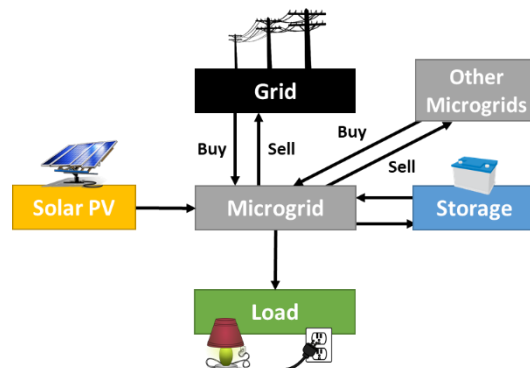 Grid
Other
Microgrids
Buy
Sell
Buy
Sell
Solar PV
Microgrid
Storage
Load